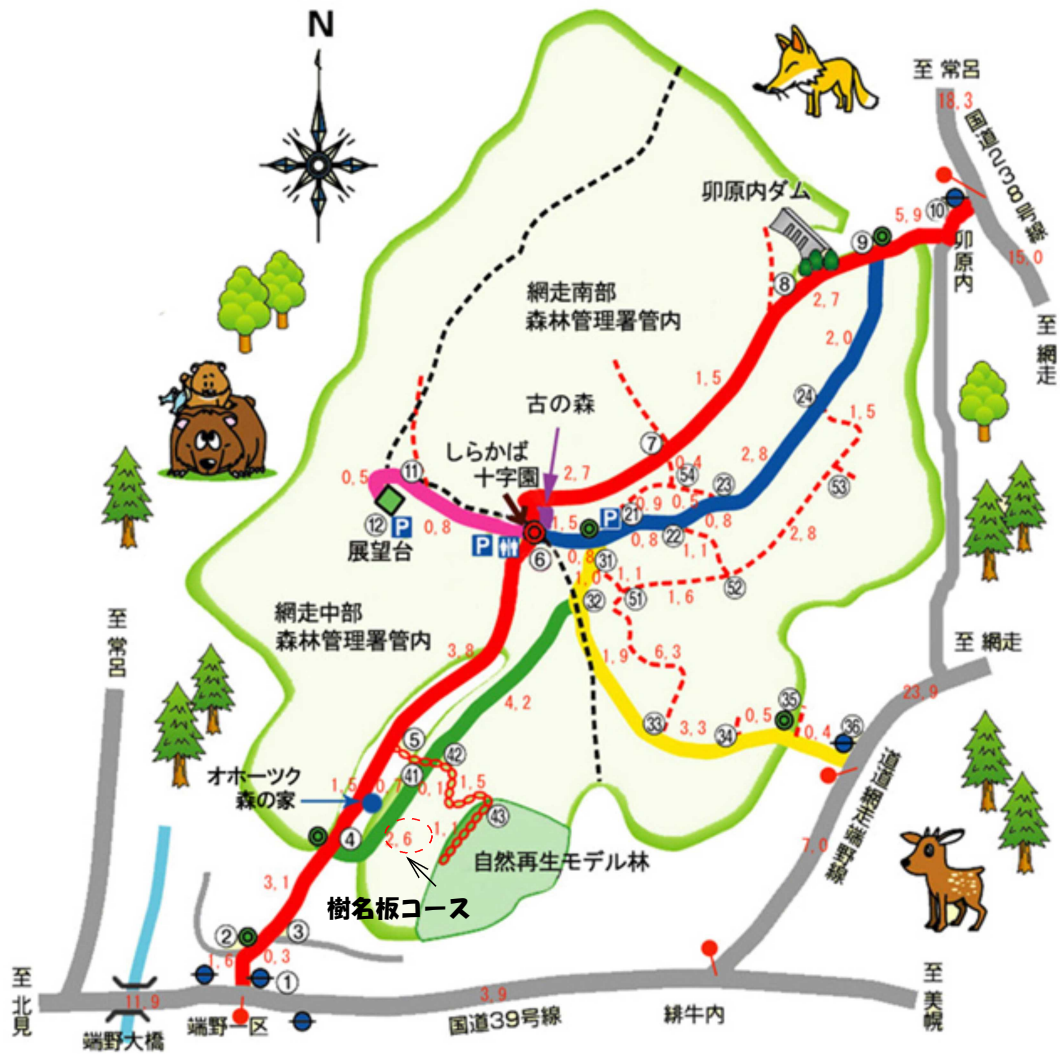 N
至 常呂
18,3
国道238号線
卯原内ダム
5,9
⑩
⑨
卯原内
15,0
至 網走
⑧
2,7
網走南部
森林管理署管内
2,0
1,5
㉔
1,5
古の森
⑦
しらかば
十字園
2,7
0,4
㊴
2,8
0,5
⑪
0,9
0,5
㉓
㊳
⑫
P
0,8
展望台
P
⑥
1,5
P
㉑
0,8
㉒
0,8
2,8
0,8
㉛
1,1
1,0
1,1
㉜
51
1,6
52
網走中部
森林管理署管内
至 常呂
3,8
1,9
6,3
至 網走
23,9
4,2
㉝
3,3
㉞
0,5
㉟
0,4
㊱
⑤
㊷
オホーツク
森の家
1,5
0,7
㊶
0,1
1,5
㊸
道道網走端野線
④
2,6
1,1
自然再生モデル林
7,0
3,1
樹名板コース
②
③
1,6
0,3
①
至 北見
11,9
3,9
至 美幌
端野大橋
端野一区
国道39号線
緋牛内